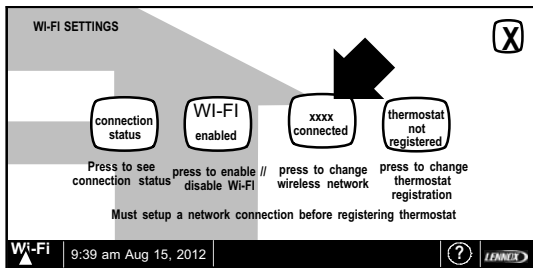 WI-FI SETTINGS
X
connection
status
WI-FI
enabled
xxxx
connected
thermostat
not
registered
Press to see
connection status
press to enable //
disable Wi-FI
press to change
wireless network
press to change
thermostat
registration
Must setup a network connection before registering thermostat
Wi-Fi
9:39 am Aug 15, 2012
?
LENNOX